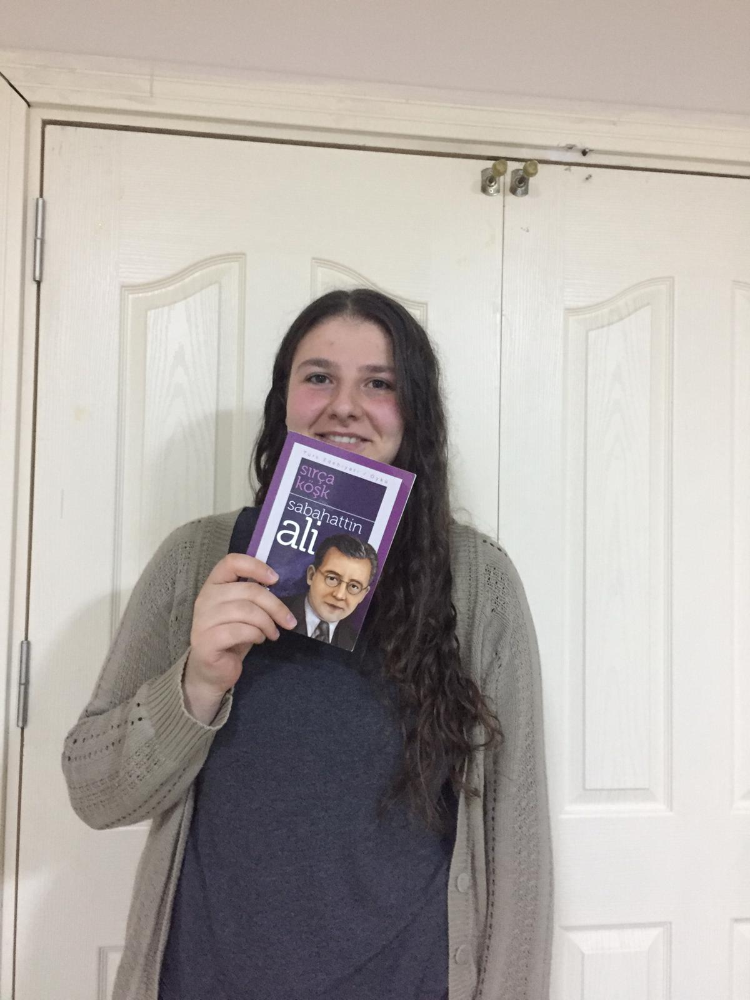 Türk Edebiyatı / Öykü
sırça
köşk
sabahattin
ali